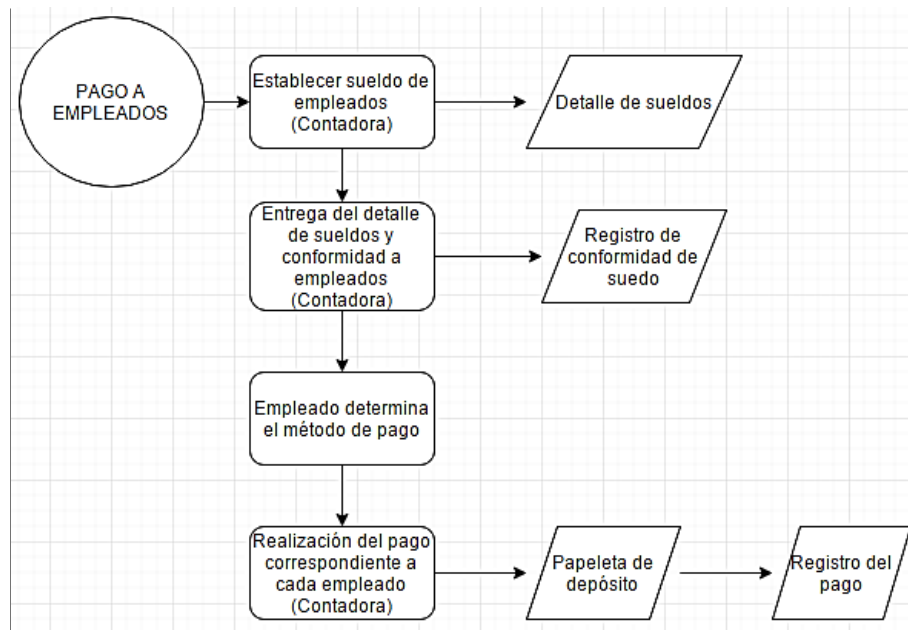 PAGO A
EMPLEADOS
Establecer sueldo de
empleados
(Contadora)
Detalle de sueldos
Entrega del detalle
de sueldos y
conformidad a
empleados
(Contadora)
Registro de
conformidad de
suedo
Empleado determina
el método de pago
Realización del pago
correspondiente a
cada empleado
(Contadora)
Papeleta de
depósito
Registro del
pago